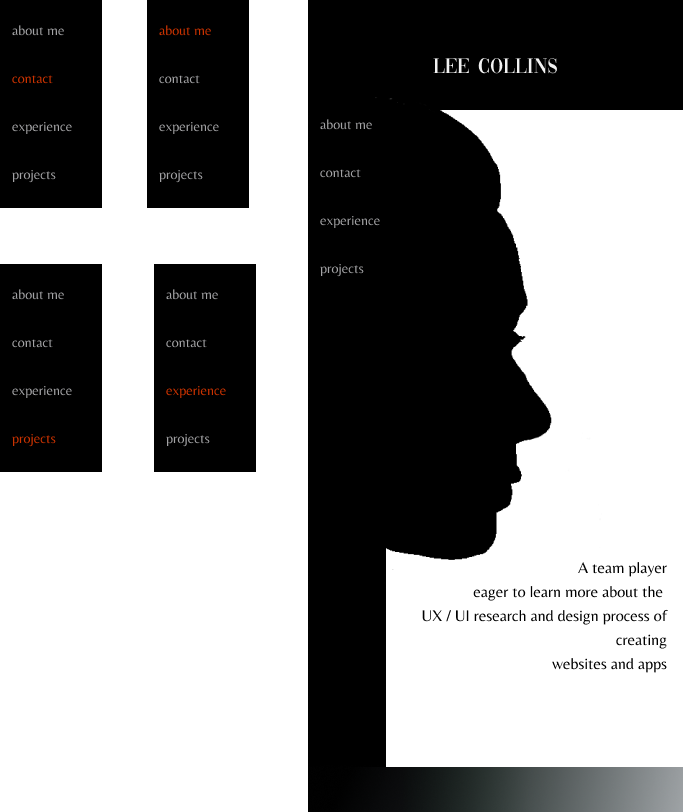 about me
contact
experience
projects
about me
contact
experience
projects
about me
contact
experience
projects
about me
contact
experience
projects
LEE COLLINS
about me
contact
experience
projects
A team player
eager to learn more about the
UX / UI research and design process of
creating
websites and apps